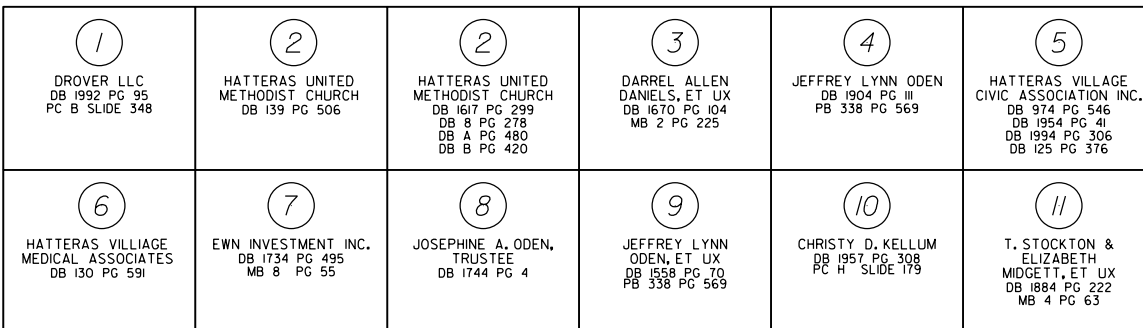 1
DROVER LLC
DB 1992 PG 95
PC B SLIDE 348
2
HATTERAS UNITED
METHODIST CHURCH
DB 139 PG 506
2
HATTERAS UNITED
METHODIST CHURCH
DB 1617 PG 299
DB 8 PG 278
DB A PG 480
DB B PG 420
3
DARREL ALLEN
DANIELS, ET UX
DB 1670 PG 104
MB 2 PG 225
4
JEFFREY LYNN ODEN
DB 1904 PG 111
PB 338 PG 569
5
HATTERAS VILLAGE
CIVIC ASSOCIATION INC.
DB 974 PG 546
DB 1954 PG 41
DB 1994 PG 306
DB 125 PG 376
6
HATTERAS VILLIAGE
MEDICAL ASSOCIATES
DB 130 PG 591
7
EWN INVESTMENT INC.
DB 1734 PG 495
MB 8 PG 55
8
JOSEPHINE A. ODEN,
TRUSTEE
DB 1744 PG 4
9
JEFFREY LYNN
ODEN, ET UX
DB 1558 PG 70
PB 338 PG 569
10
CHRISTY D. KELLUM
DB 1957 PG 308
PC H SLIDE 179
11
T. STOCKTON &
ELIZABETH
MIDGETT, ET UX
DB 1884 PG 222
MB 4 PG 63